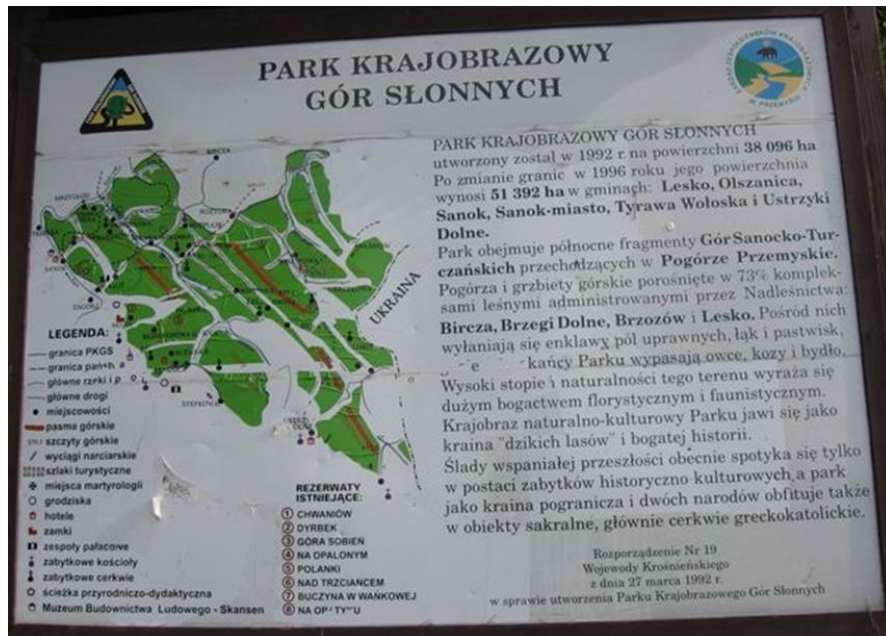 PARK KRAJOBRAZOWY
GÓR SŁONNYCH
PARK KRAJOBRAZOWY GÓR SŁONNYCH
utworzony został w 1992 r. na powierzchni 38 096 ha
Po zmianie granic w 1996 roku jego powierzchnia
wynosi 51 392 ha w gminach: Lesko, Olszanica,
Sanok, Sanok-miasto, Tyrawa Wołoska i Ustrzyki
Dolne.
Park obejmuje północne fragmenty Gór Sanocko-Tur-
czańskich przechodzących w Pogórze Przemyskie.
Pogórza i grzbiety górskie porośnięte w 73% komplek-
sami leśnymi administrowanymi przez Nadleśnictwa:
Bircza, Brzegi Dolne, Brzozów i Lesko. Pośród nich
wyłaniają się enklawy pól uprawnych, łąk i pastwisk,
kańcy Parku wypasają owce, kozy i bydło.
Wysoki stopie i naturalności tego terenu wyraża się
dużym bogactwem florystycznym i faunistycznym.
Krajobraz naturalno-kulturowy Parku jawi się jako
kraina "dzikich lasów" i bogatej historii.
Ślady wspaniałej przeszłości obecnie spotyka się tylko
w postaci zabytków historyczno-kulturowych, a park
jako kraina pogranicza i dwóch narodów obfituje także
w obiekty sakralne, głównie cerkwie greckokatolickie.
Rozporządzenie Nr 19
Wojewody Krośnieńskiego
z dnia 27 marca 1992 r.
w sprawie utworzenia Parku Krajobrazowego Gór Słonnych
BIRCZA
UKRAINA
ZAGÓRZ
LEGENDA:
granica PKGS
granica pań
główne rzeki i p
główne drogi
miejscowości
pasma górskie
szczyty górskie
wyciągi narciarskie
szlaki turystyczne
miejsca martyrologii
grodziska
hotele
zamki
zespoły pałacowe
zabytkowe kościoły
zabytkowe cerkwie
ścieżka przyrodniczo-dydaktyczna
Muzeum Budownictwa Ludowego - Skansen
REZERWATY
ISTNIEJĄCE:
1 CHWANIÓW
2 DYRBEK
3 GÓRA SOBIEŃ
4 NA OPALONYM
5 POLANKI
6 NAD TRZCIAŃCEM
7 BUCZYNA W WAŃKOWEJ
8 NA OP